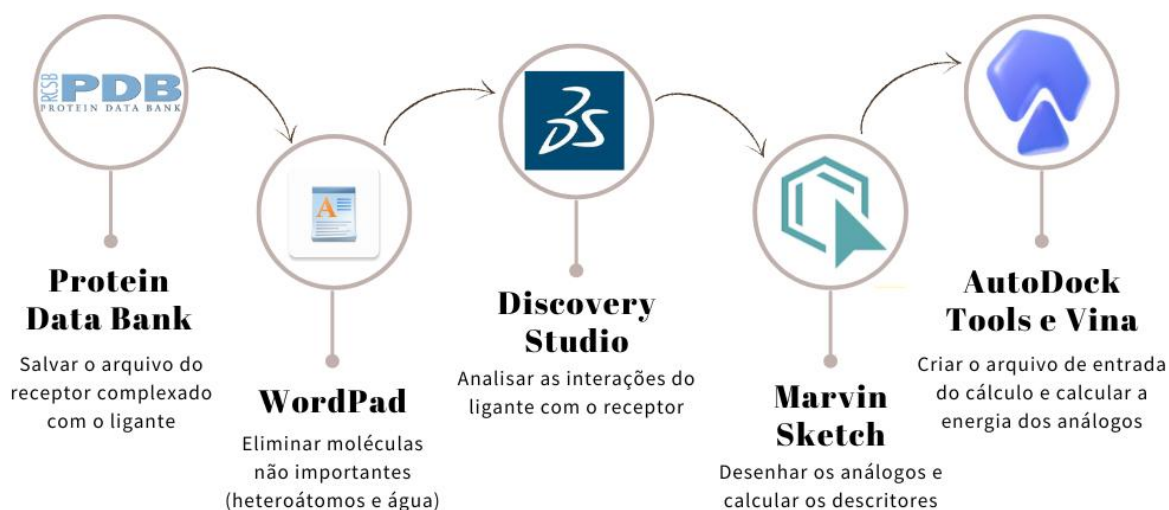 RCSB
PDB
PROTEIN DATA BANK
Protein
Data Bank
Salvar o arquivo do
receptor complexado
com o ligante
A
WordPad
Eliminar moléculas
não importantes
(heteroátomos e água)
Discovery
Studio
Analisar as interações do
ligante com o receptor
Marvin
Sketch
Desenhar os análogos e
calcular os descritores
AutoDock
Tools e Vina
Criar o arquivo de entrada
do cálculo e calcular a
energia dos análogos